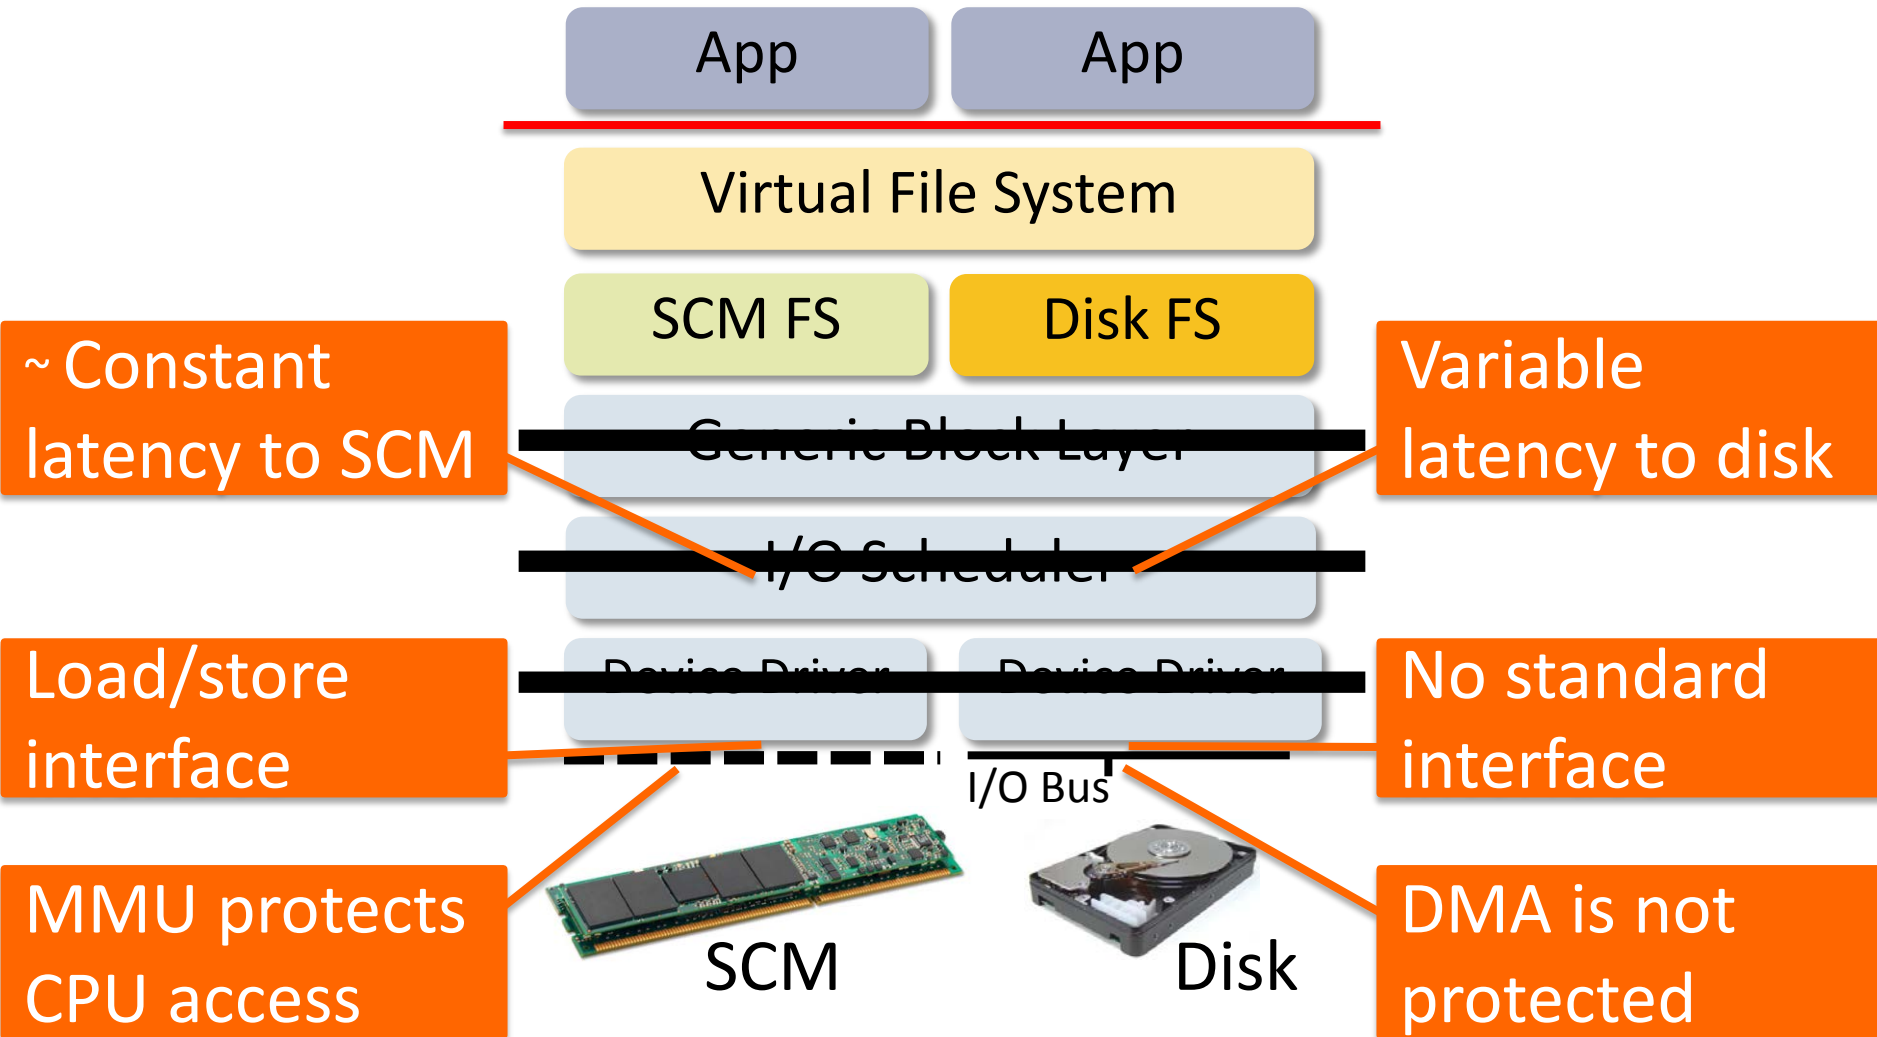 App
App
Virtual File System
SCM FS
Disk FS
~ Constant
latency to SCM
Variable
latency to disk
Generic Block Layer
I/O Scheduler
Device Driver
Device Driver
Load/store
interface
No standard
interface
I/O Bus
MMU protects
CPU access
SCM
Disk
DMA is not
protected